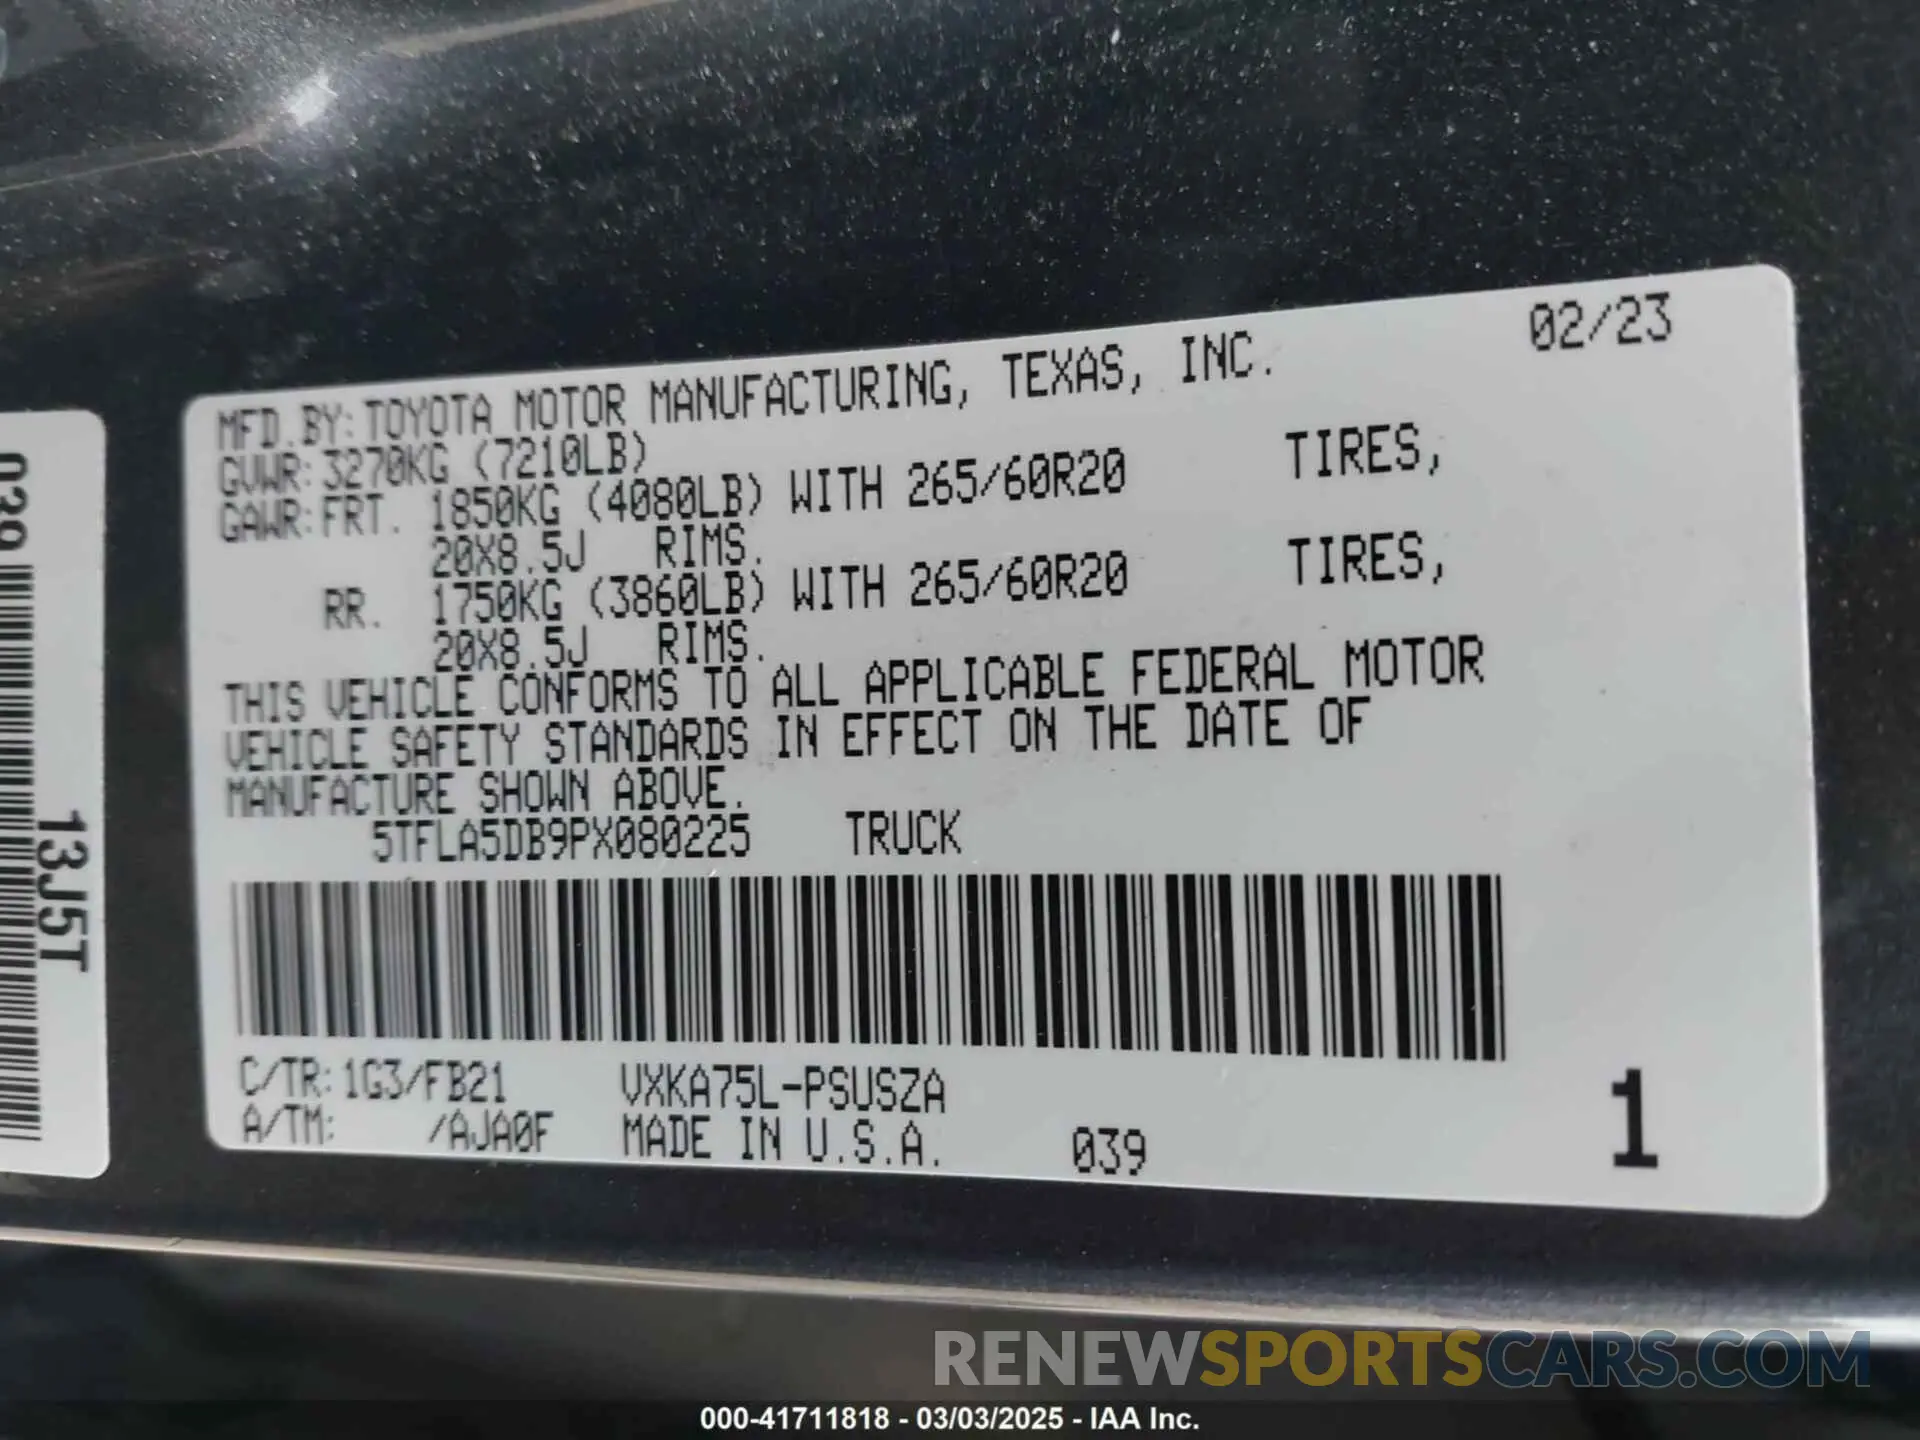 MFD.BY:TOYOTA MOTOR MANUFACTURING, TEXAS, INC. 02/23
GVWR:3270KG (7210LB)
GAWR:FRT. 1850KG (4080LB) WITH 265/60R20 TIRES,
20X8.5J RIMS.
RR. 1750KG (3860LB) WITH 265/60R20 TIRES,
20X8.5J RIMS.
THIS VEHICLE CONFORMS TO ALL APPLICABLE FEDERAL MOTOR
VEHICLE SAFETY STANDARDS IN EFFECT ON THE DATE OF
MANUFACTURE SHOWN ABOVE.
5TFLA5DB9PX080225 TRUCK
C/TR:1G3/FB21 VXKA75L-PSUSZA
A/TM: /AJA0F MADE IN U.S.A. 039 1
039
13J5T
RENEWSPORTSCARS.COM
000-41711818 - 03/03/2025 - IAA Inc.